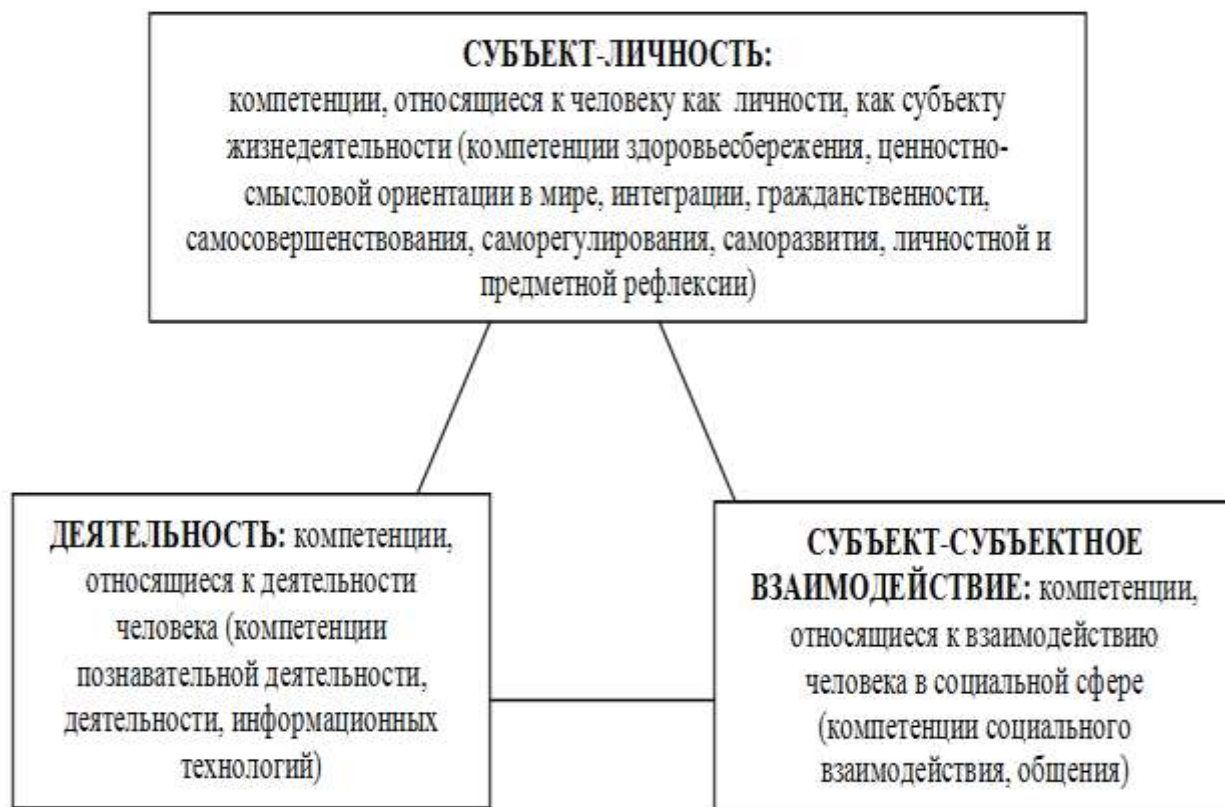 СУБЪЕКТ-ЛИЧНОСТЬ:
компетенции, относящиеся к человеку как личности, как субъекту
жизнедеятельности (компетенции здоровьесбережения, ценностно-
смысловой ориентации в мире, интеграции, гражданственности,
самосовершенствования, саморегулирования, саморазвития, личностной и
предметной рефлексии)
ДЕЯТЕЛЬНОСТЬ: компетенции,
относящиеся к деятельности
человека (компетенции
познавательной деятельности,
деятельности, информационных
технологий)
СУБЪЕКТ-СУБЪЕКТНОЕ
ВЗАИМОДЕЙСТВИЕ: компетенции,
относящиеся к взаимодействию
человека в социальной сфере
(компетенции социального
взаимодействия, общения)